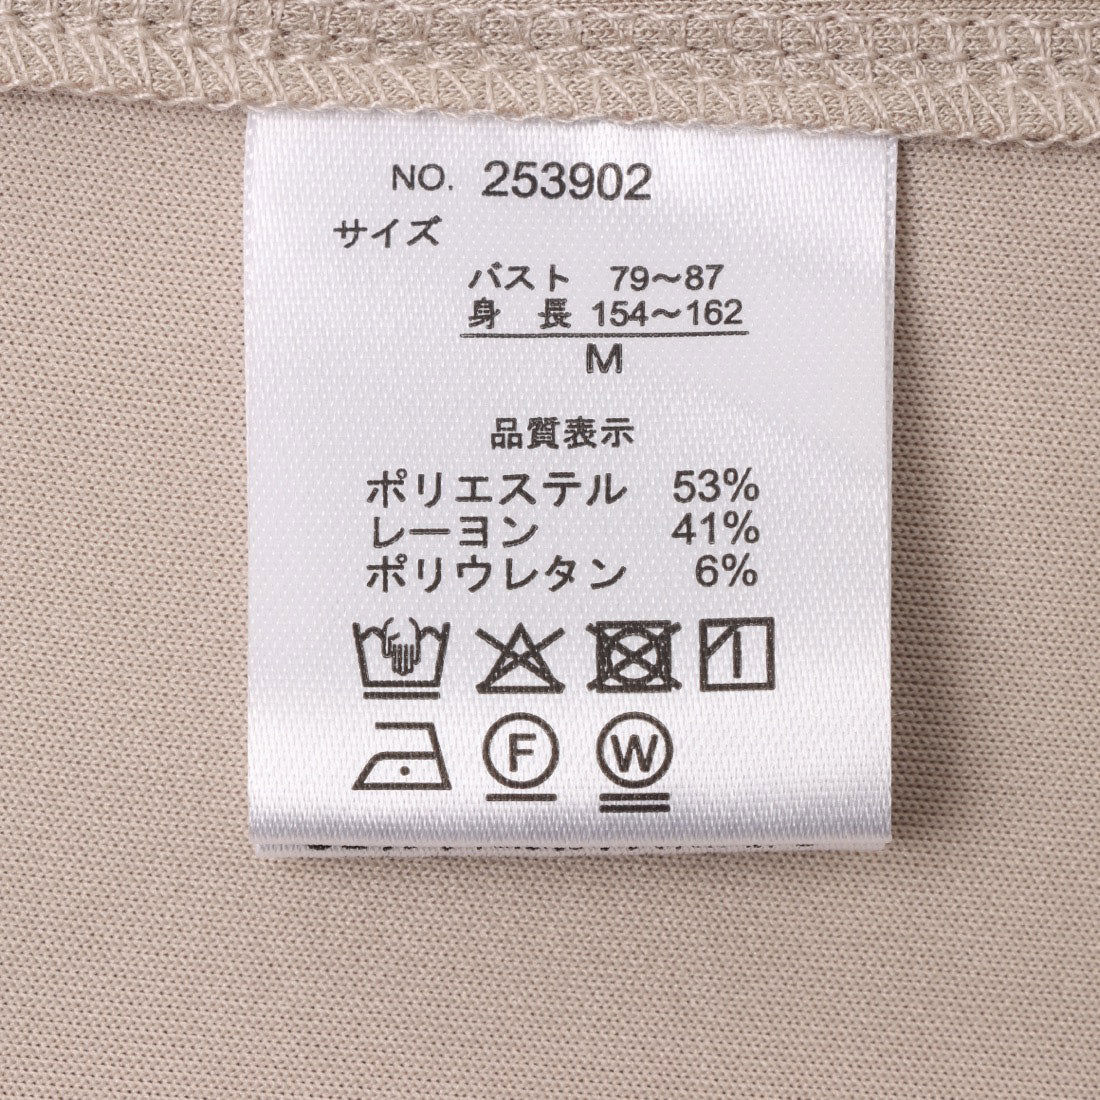 NO. 253902
サイズ
バスト 79〜87
身長 154〜162
M
品質表示
ポリエステル 53%
レーヨン 41%
ポリウレタン 6%
F W